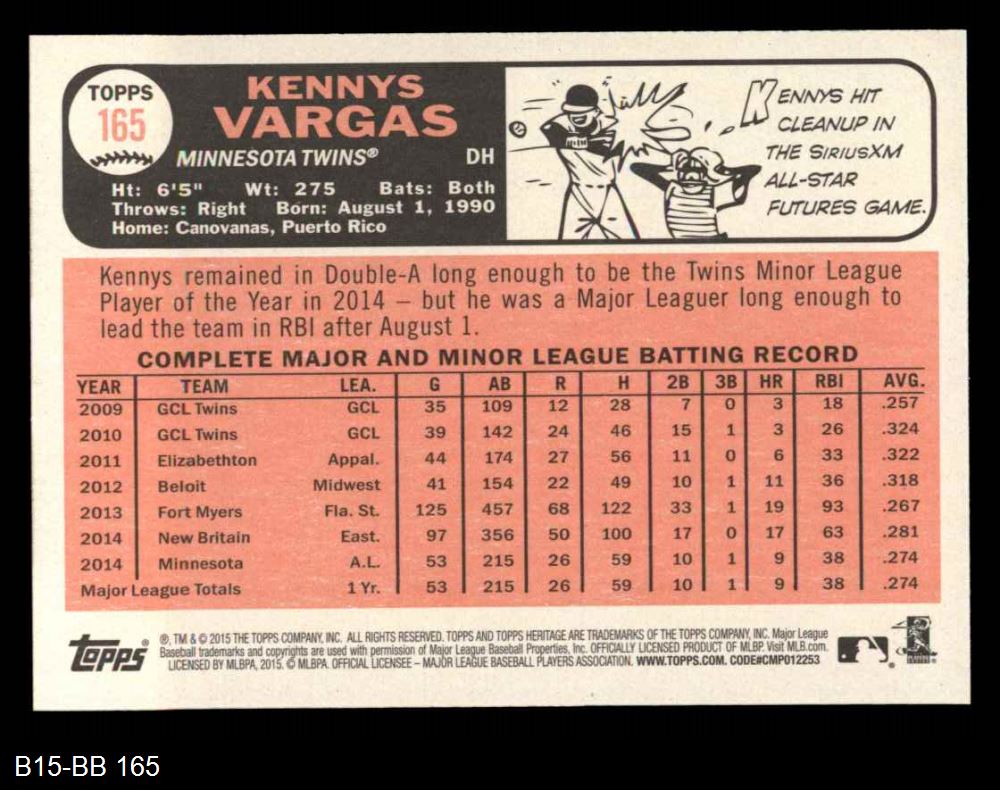 TOPPS
165
KENNYS
VARGAS
MINNESOTA TWINS® DH
Ht: 6'5" Wt: 275 Bats: Both
Throws: Right Born: August 1, 1990
Home: Canovanas, Puerto Rico
KENNYS HIT
CLEANUP IN
THE SIRIUSXM
ALL-STAR
FUTURES GAME.
Kennys remained in Double-A long enough to be the Twins Minor League
Player of the Year in 2014 – but he was a Major Leaguer long enough to
lead the team in RBI after August 1.
COMPLETE MAJOR AND MINOR LEAGUE BATTING RECORD
YEAR TEAM LEA. G AB R H 2B 3B HR RBI AVG.
2009 GCL Twins GCL 35 109 12 28 7 0 3 18 .257
2010 GCL Twins GCL 39 142 24 46 15 1 3 26 .324
2011 Elizabethton Appal. 44 174 27 56 11 0 6 33 .322
2012 Beloit Midwest 41 154 22 49 10 1 11 36 .318
2013 Fort Myers Fla. St. 125 457 68 122 33 1 19 93 .267
2014 New Britain East. 97 356 50 100 17 0 17 63 .281
2014 Minnesota A.L. 53 215 26 59 10 1 9 38 .274
Major League Totals 1 Yr. 53 215 26 59 10 1 9 38 .274
topps®
®, TM & © 2015 THE TOPPS COMPANY, INC. ALL RIGHTS RESERVED. TOPPS AND TOPPS HERITAGE ARE TRADEMARKS OF THE TOPPS COMPANY, INC. Major League
Baseball trademarks and copyrights are used with permission of Major League Baseball Properties, Inc. OFFICIALLY LICENSED PRODUCT OF MLBP. Visit MLB.com.
LICENSED BY MLBPA, 2015. © MLBPA. OFFICIAL LICENSEE – MAJOR LEAGUE BASEBALL PLAYERS ASSOCIATION. WWW.TOPPS.COM. CODE#CMP012253
B15-BB 165